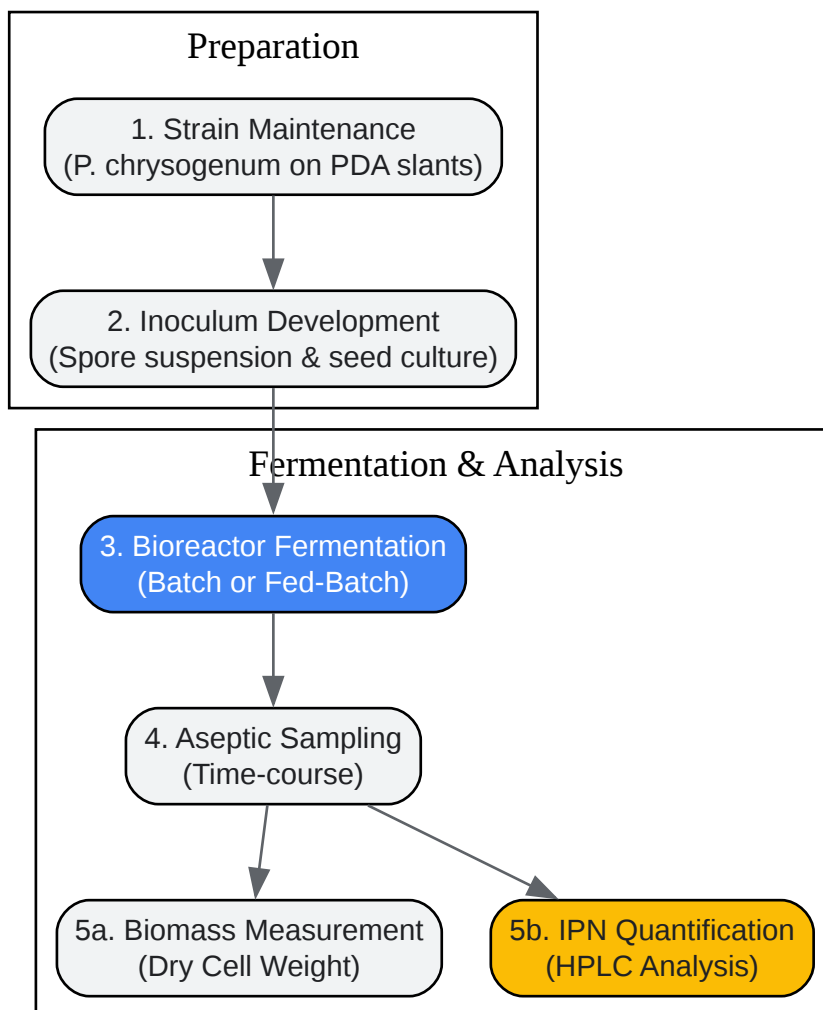 Preparation
1. Strain Maintenance
(P. chrysogenum on PDA slants)
2. Inoculum Development
(Spore suspension & seed culture)
Fermentation & Analysis
3. Bioreactor Fermentation
(Batch or Fed-Batch)
4. Aseptic Sampling
(Time-course)
5a. Biomass Measurement
(Dry Cell Weight)
5b. IPN Quantification
(HPLC Analysis)